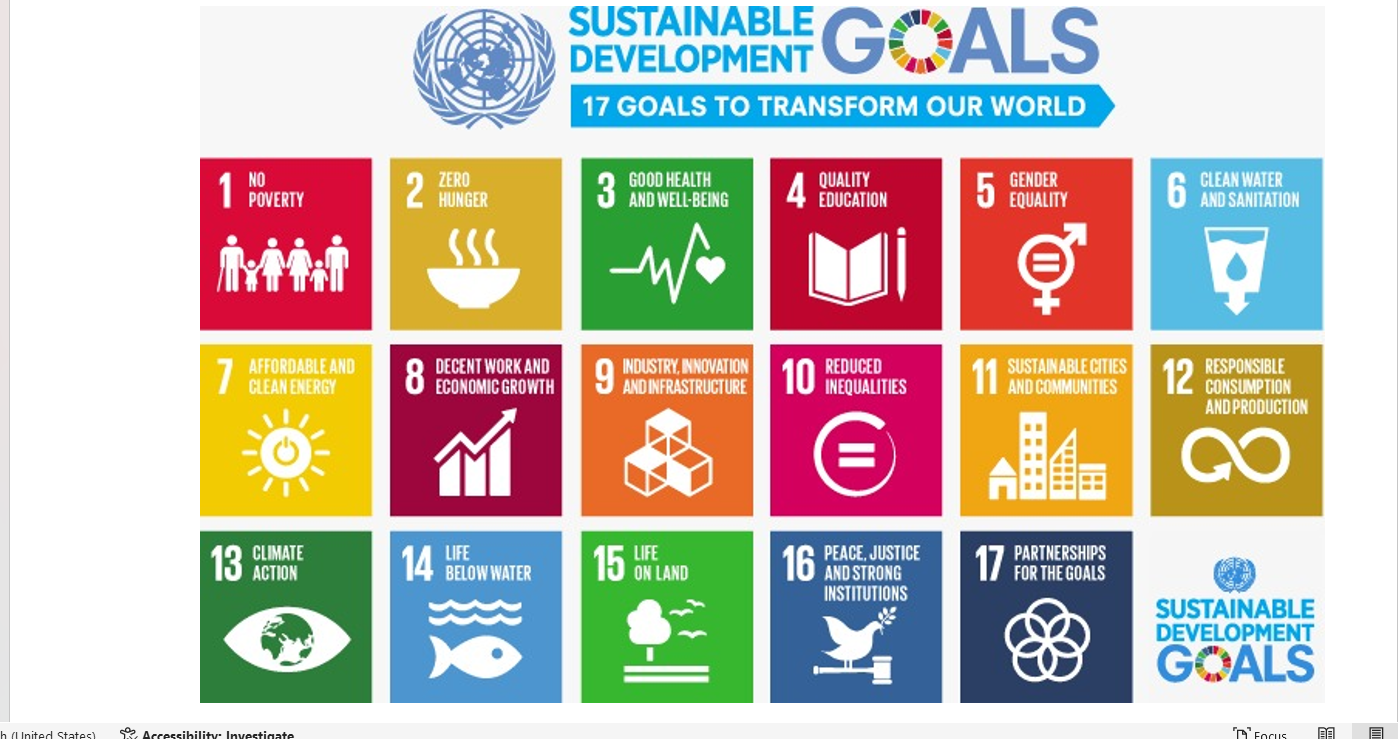 SUSTAINABLE
DEVELOPMENT
GOALS
17 GOALS TO TRANSFORM OUR WORLD
1 NO
POVERTY
2 ZERO
HUNGER
3 GOOD HEALTH
AND WELL-BEING
4 QUALITY
EDUCATION
5 GENDER
EQUALITY
6 CLEAN WATER
AND SANITATION
7 AFFORDABLE AND
CLEAN ENERGY
8 DECENT WORK AND
ECONOMIC GROWTH
9 INDUSTRY, INNOVATION
AND INFRASTRUCTURE
10 REDUCED
INEQUALITIES
11 SUSTAINABLE CITIES
AND COMMUNITIES
12 RESPONSIBLE
CONSUMPTION
AND PRODUCTION
13 CLIMATE
ACTION
14 LIFE
BELOW WATER
15 LIFE
ON LAND
16 PEACE, JUSTICE
AND STRONG
INSTITUTIONS
17 PARTNERSHIPS
FOR THE GOALS
SUSTAINABLE
DEVELOPMENT
GOALS
h (United States) Accessibility: Investigate Focus